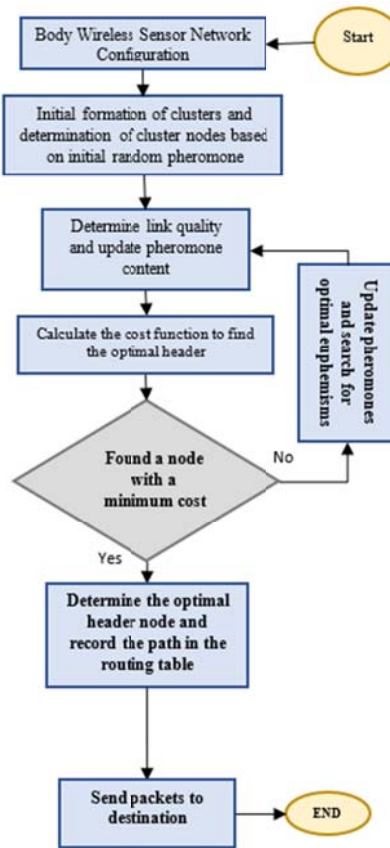 Start
Body Wireless Sensor Network
Configuration
Initial formation of clusters and
determination of cluster nodes based
on initial random pheromone
Determine link quality
and update pheromone
content
Calculate the cost function to find
the optimal header
Found a node
with a
minimum cost
No
Update pheromones
and search for
optimal euphemisms
Yes
Determine the optimal
header node and
record the path in the
routing table
Send packets to
destination
END